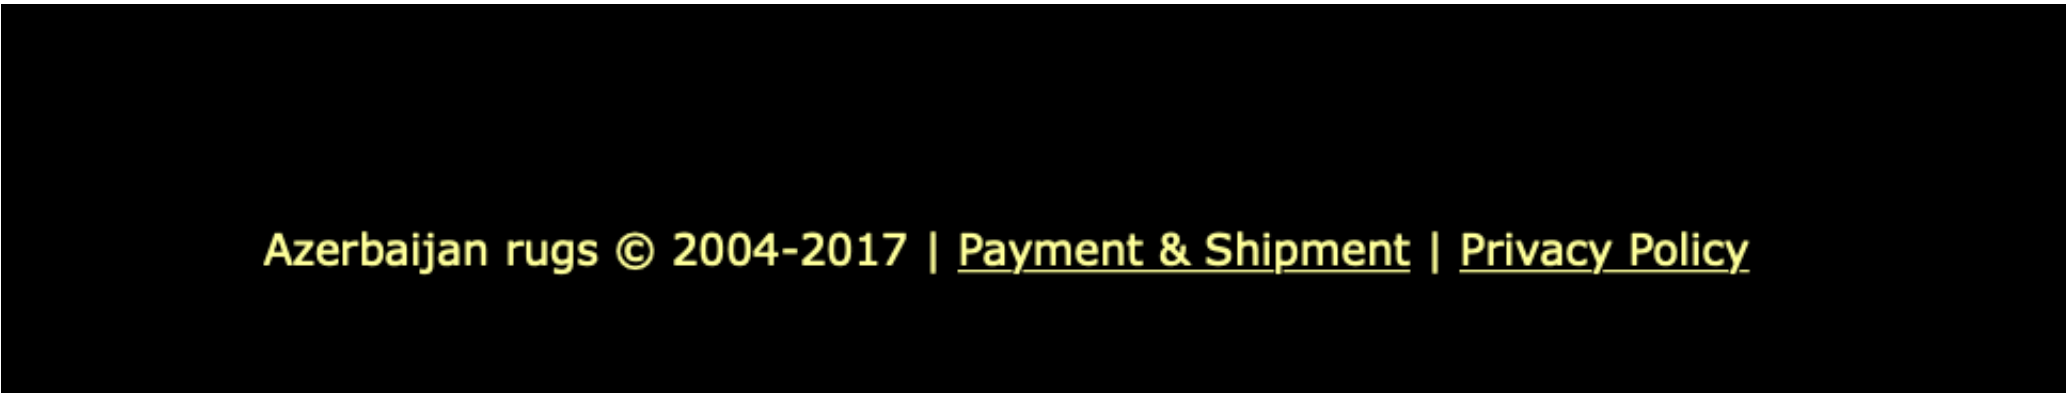 Azerbaijan rugs © 2004-2017 | Payment & Shipment | Privacy Policy